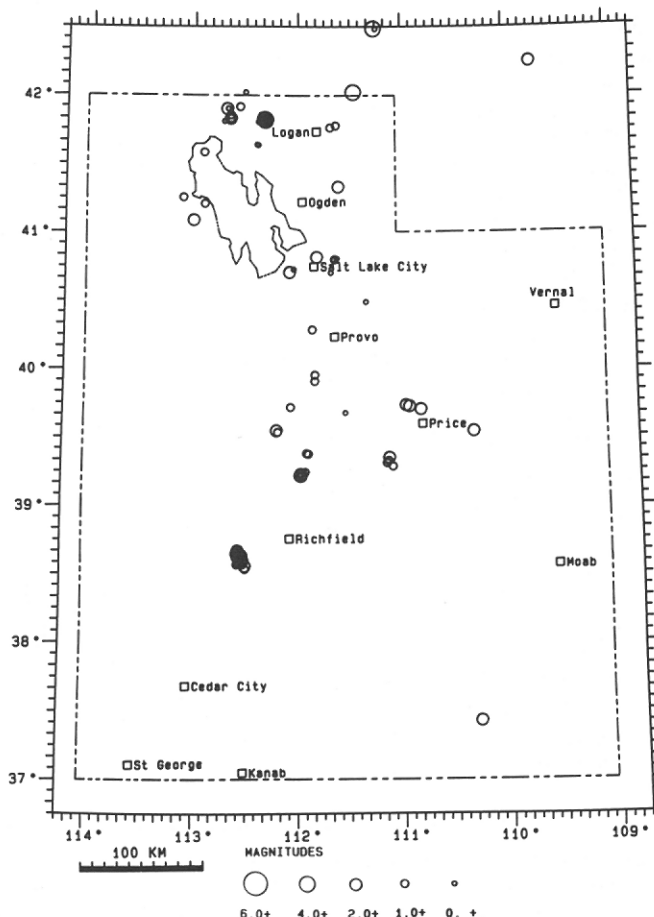 42°
Logan
Ogden
41°
Salt Lake City
Vernal
Provo
40°
Price
39°
Richfield
Moab
38°
Cedar City
St George
Kanab
37°
114° 113° 112° 111° 110° 109°
100 KM
MAGNITUDES
6.0+ 4.0+ 2.0+ 1.0+ 0. +